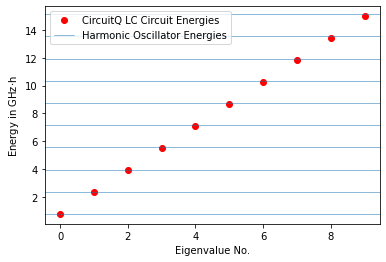 CircuitQ LC Circuit Energies
Harmonic Oscillator Energies
Energy in GHz·h
14
12
10
8
6
4
2
0 2 4 6 8
Eigenvalue No.